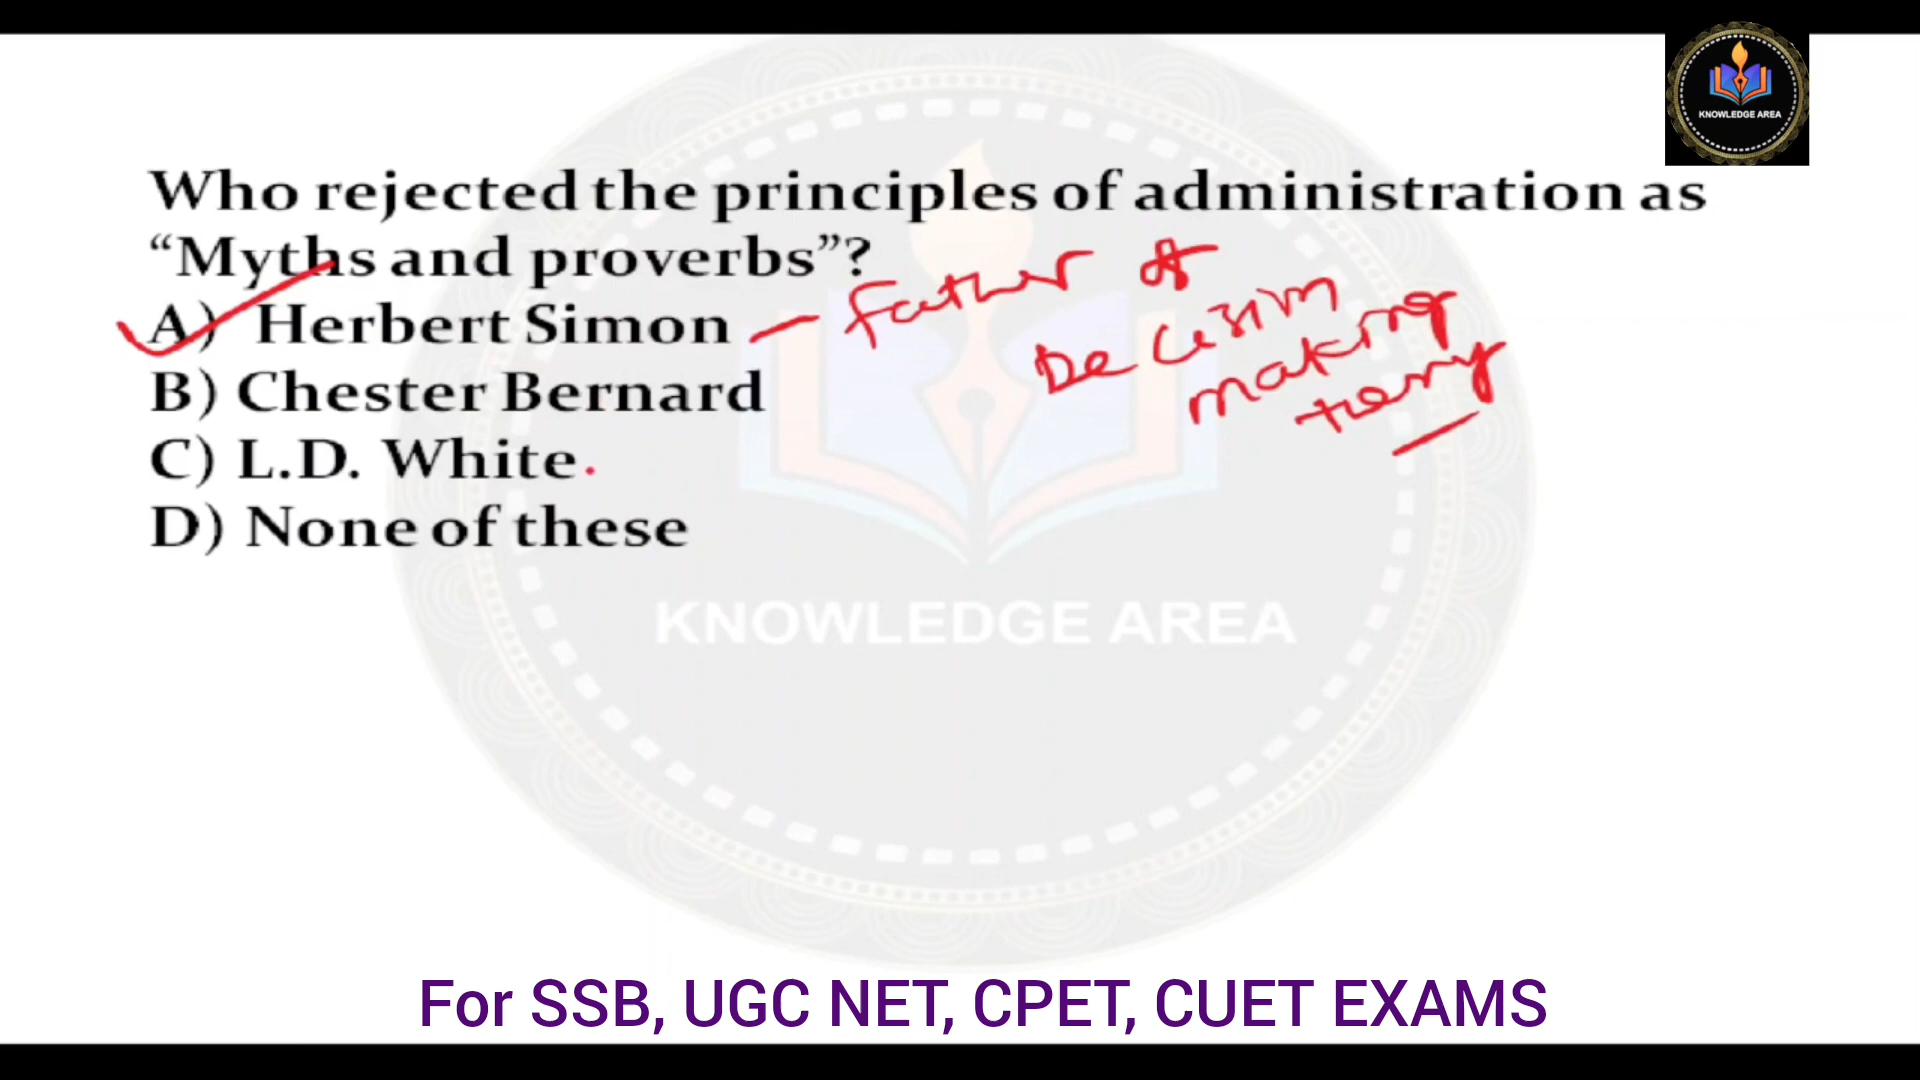 KNOWLEDGE AREA
Who rejected the principles of administration as
“Myths and proverbs”?
A) Herbert Simon – Father of
Decision
making
B) Chester Bernard
C) L.D. White
D) None of these
KNOWLEDGE AREA
For SSB, UGC NET, CPET, CUET EXAMS